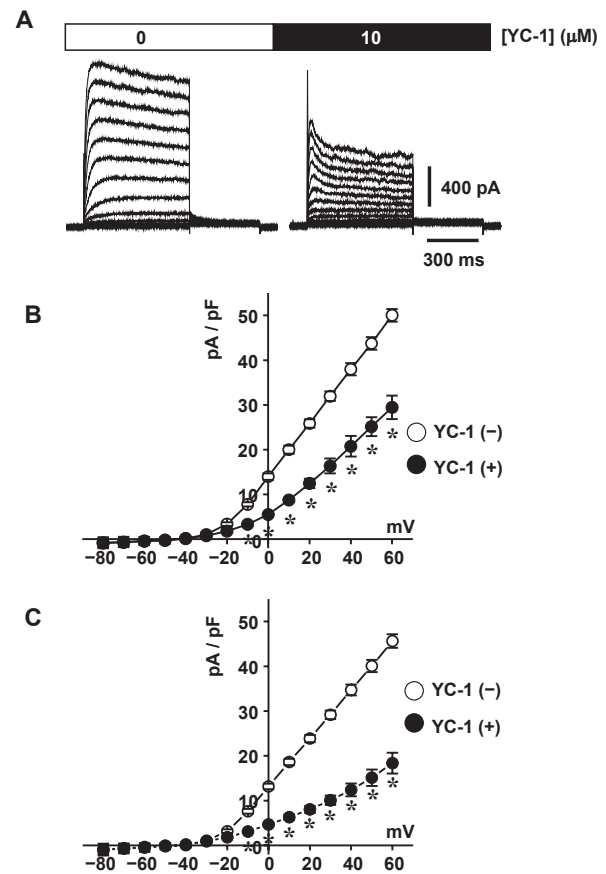 A
0 10 [YC-1] (μM)
400 pA
300 ms
B
pA / pF
50
40
30
20
10
0
YC-1 (−)
YC-1 (+)
* * * * * * * *
mV
−80 −60 −40 −20 0 20 40 60
C
pA / pF
50
40
30
20
10
0
YC-1 (−)
YC-1 (+)
* * * * * * * *
mV
−80 −60 −40 −20 0 20 40 60